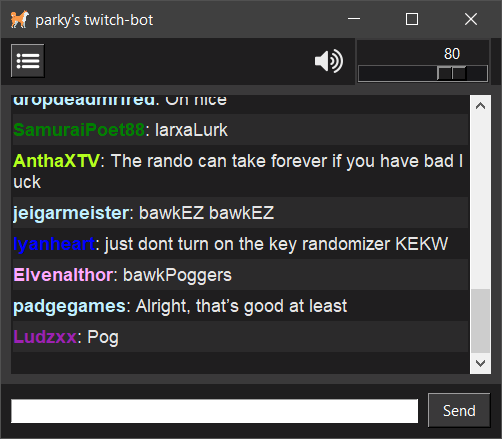 parky's twitch-bot
80
dropdeadmrfred: Oh nice
SamuraiPoet88: larxaLurk
AnthaXTV: The rando can take forever if you have bad l
uck
jeigarmeister: bawkEZ bawkEZ
lyanheart: just dont turn on the key randomizer KEKW
Elvenalthor: bawkPoggers
padgegames: Alright, that's good at least
Ludzxx: Pog
Send